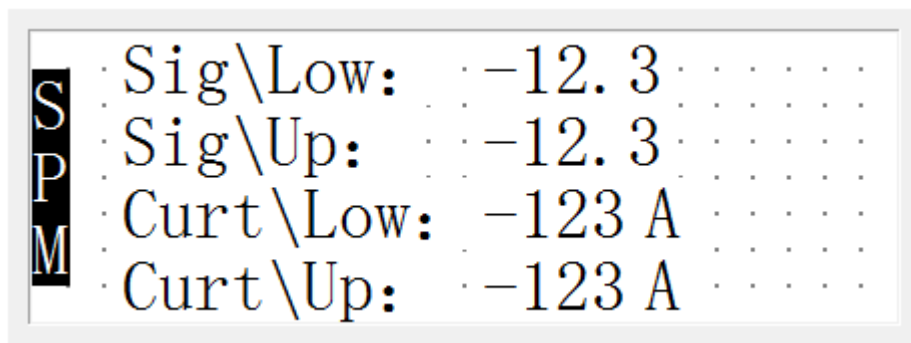 SPM
Sig\Low： -12.3
Sig\Up： -12.3
Curt\Low： -123 A
Curt\Up： -123 A